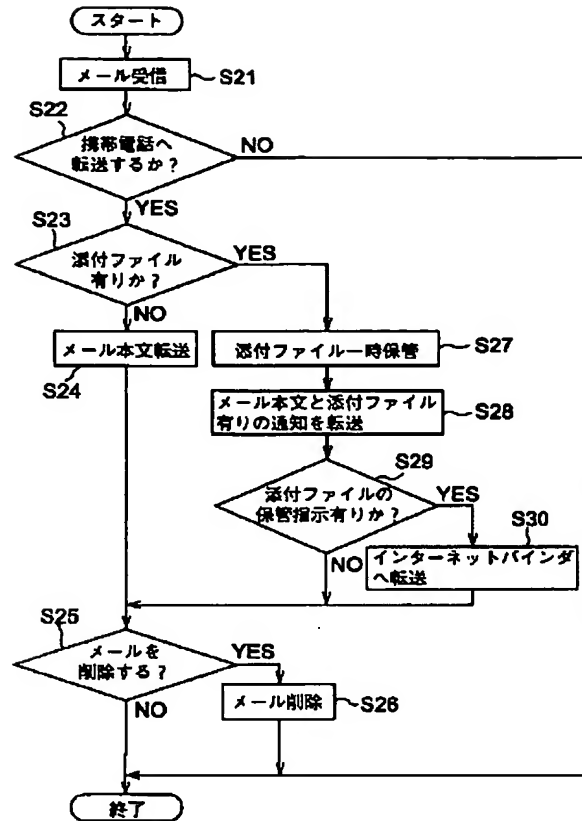 スタート
メール受信
S21
S22
携帯電話へ
転送するか？
NO
YES
S23
添付ファイル
有りか？
YES
NO
メール本文転送
S24
添付ファイル一時保管
S27
メール本文と添付ファイル
有りの通知を転送
S28
S29
添付ファイルの
保管指示有りか？
YES
NO
S30
インターネットバインダ
へ転送
S25
メールを
削除する？
YES
NO
メール削除
S26
終了